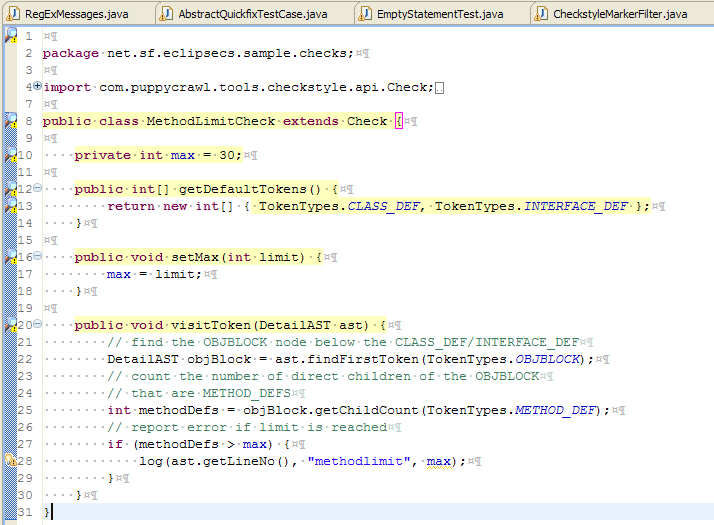 RegExMessages.java AbstractQuickfixTestCase.java EmptyStatementTest.java CheckstyleMarkerFilter.java
1 ¤¶
2 package·net.sf.eclipsecs.sample.checks;¤¶
3 ¤¶
4 import·com.puppycrawl.tools.checkstyle.api.Check;
7 ¤¶
8 public·class·MethodLimitCheck·extends·Check·{¤¶
9 ¤¶
10 ····private·int·max·=·30;¤¶
11 ¤¶
12 ····public·int[]·getDefaultTokens()·{¤¶
13 ········return·new·int[]·{·TokenTypes.CLASS_DEF,·TokenTypes.INTERFACE_DEF·};¤¶
14 ····}¤¶
15 ¤¶
16 ····public·void·setMax(int·limit)·{¤¶
17 ········max·=·limit;¤¶
18 ····}¤¶
19 ¤¶
20 ····public·void·visitToken(DetailAST·ast)·{¤¶
21 ········//·find·the·OBJBLOCK·node·below·the·CLASS_DEF/INTERFACE_DEF¤¶
22 ········DetailAST·objBlock·=·ast.findFirstToken(TokenTypes.OBJBLOCK);¤¶
23 ········//·count·the·number·of·direct·children·of·the·OBJBLOCK¤¶
24 ········//·that·are·METHOD_DEFS¤¶
25 ········int·methodDefs·=·objBlock.getChildCount(TokenTypes.METHOD_DEF);¤¶
26 ········//·report·error·if·limit·is·reached¤¶
27 ········if·(methodDefs·>·max)·{¤¶
28 ············log(ast.getLineNo(),·"methodlimit",·max);¤¶
29 ········}¤¶
30 ····}¤¶
31 }